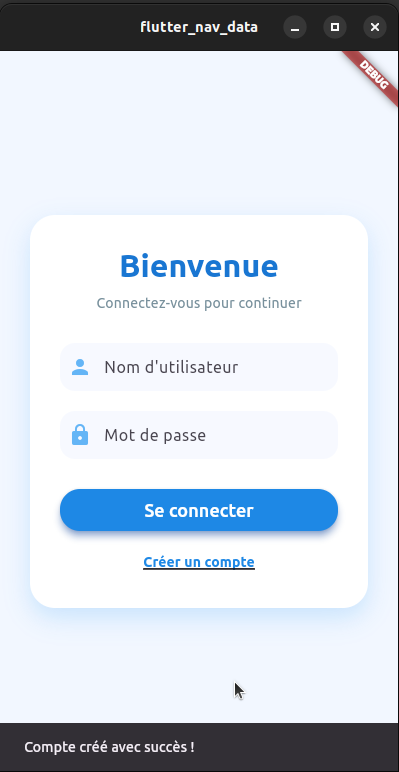 flutter_nav_data
DEBUG
Bienvenue
Connectez-vous pour continuer
Nom d'utilisateur
Mot de passe
Se connecter
Créer un compte
Compte créé avec succès !